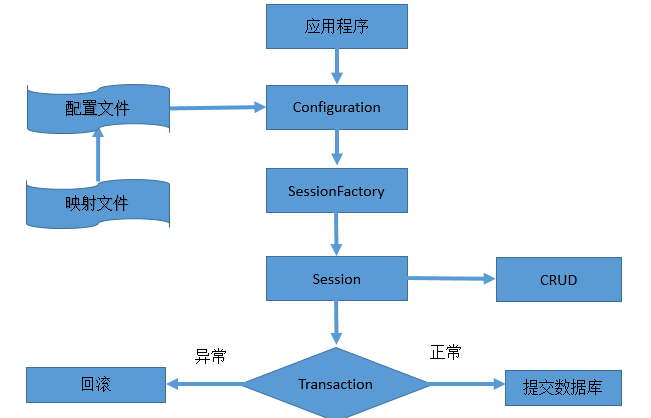 应用程序
配置文件
Configuration
映射文件
SessionFactory
Session
CRUD
异常
正常
回滚
Transaction
提交数据库